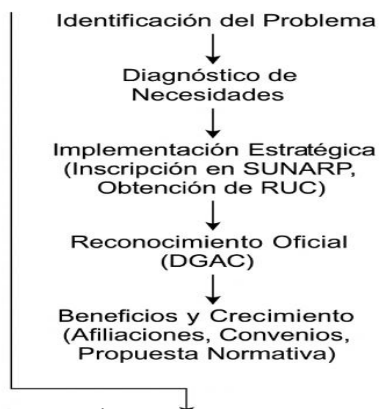 Identificación del Problema
Diagnóstico de
Necesidades
Implementación Estratégica
(Inscripción en SUNARP,
Obtención de RUC)
Reconocimiento Oficial
(DGAC)
Beneficios y Crecimiento
(Afiliaciones, Convenios,
Propuesta Normativa)